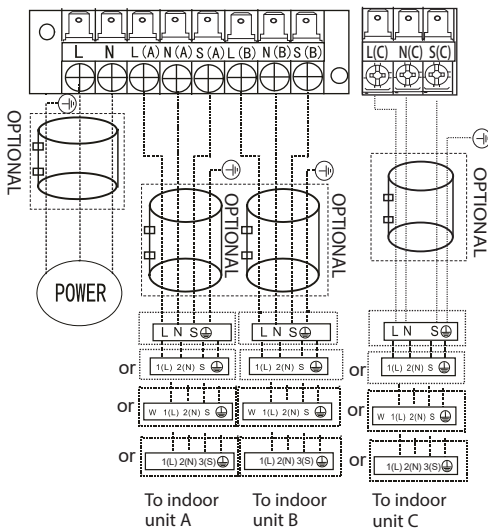 L N L(A) N(A) S(A) L(B) N(B) S(B)
L(C) N(C) S(C)
OPTIONAL
OPTIONAL
OPTIONAL
OPTIONAL
POWER
L N S
L N S
L N S
or
1(L) 2(N) S
1(L) 2(N) S
or
1(L) 2(N) S
or
W 1(L) 2(N) S
W 1(L) 2(N) S
or
W 1(L) 2(N) S
or
1(L) 2(N) 3(S)
1(L) 2(N) 3(S)
or
1(L) 2(N) 3(S)
To indoor
unit A
To indoor
unit B
To indoor
unit C